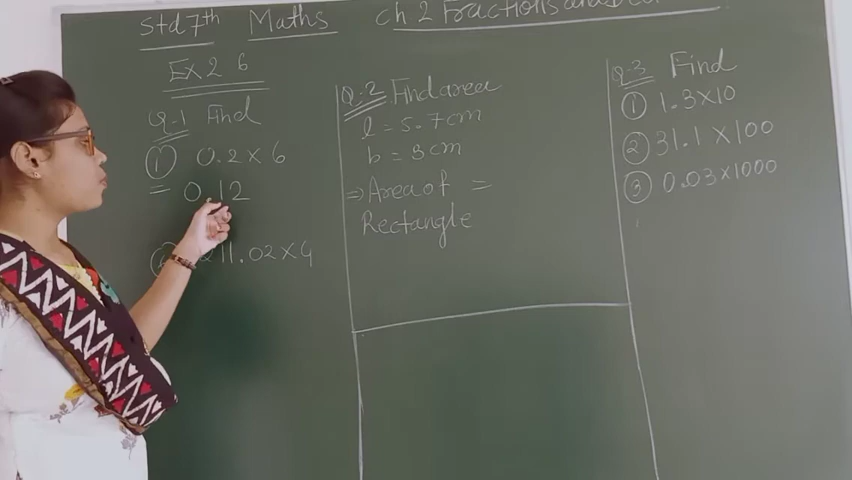 Std 7th Maths ch 2 Fractions and
Ex 2 6
Q.1 Find
① 0.2 × 6
= 0.12
211.02 × 4
Q.2 Find area
l = 5.7 cm
b = 3 cm
⇒ Area of =
Rectangle
Q.3 Find
① 1.3 × 10
② 31.1 × 100
③ 0.03 × 1000